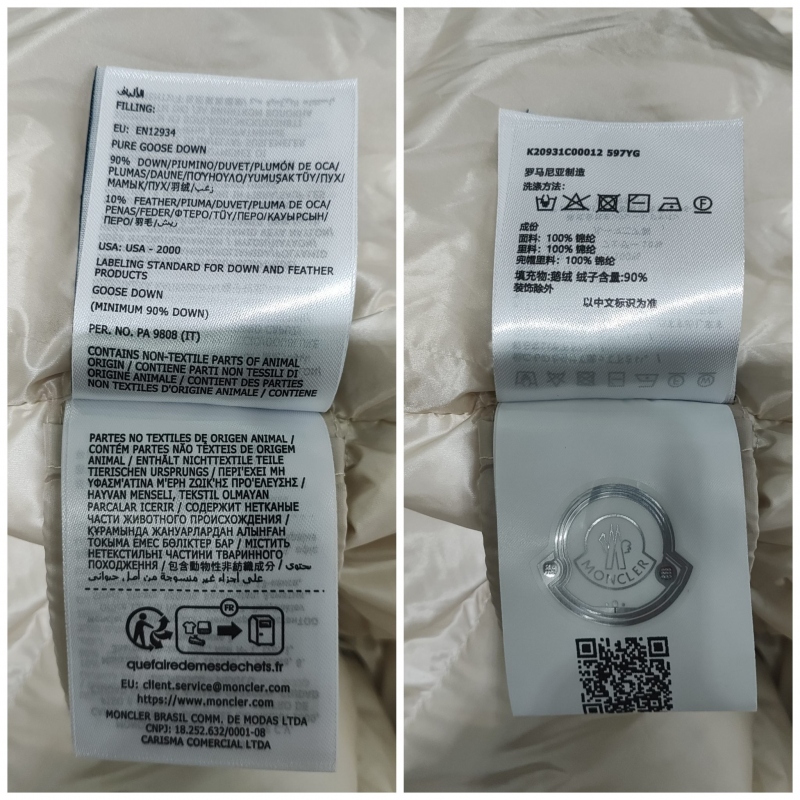 الألياف
FILLING:
EU: EN12934
PURE GOOSE DOWN
90% DOWN/PIUMINO/DUVET/PLUMÓN DE OCA/
PLUMAS/DAUNE/ΠΟΥΠΟΥΛΟ/YUMUŞAK TÜY/ПУХ/
МАМЫҚ/ПУХ/羽绒/زغب/
10% FEATHER/PIUMA/DUVET/PLUMA DE OCA/
PENAS/FEDER/ΦΤΕΡΟ/TÜY/ПЕРО/ҚАУЫРСЫН/
ПЕРО/羽毛/ريش/
USA: USA - 2000
LABELING STANDARD FOR DOWN AND FEATHER
PRODUCTS
GOOSE DOWN
(MINIMUM 90% DOWN)
PER. NO. PA 9808 (IT)
CONTAINS NON-TEXTILE PARTS OF ANIMAL
ORIGIN / CONTIENE PARTI NON TESSILI DI
ORIGINE ANIMALE / CONTIENT DES PARTIES
NON TEXTILES D'ORIGINE ANIMALE / CONTIENE
PARTES NO TEXTILES DE ORIGEN ANIMAL /
CONTÉM PARTES NÃO TÊXTEIS DE ORIGEM
ANIMAL / ENTHÄLT NICHTTEXTILE TEILE
TIERISCHEN URSPRUNGS / ΠΕΡΙΈΧΕΙ ΜΗ
ΥΦΑΣΜΆΤΙΝΑ ΜΈΡΗ ΖΩΙΚΉΣ ΠΡΟΈΛΕΥΣΗΣ /
HAYVAN MENSELI, TEKSTIL OLMAYAN
PARCALAR ICERIR / СОДЕРЖИТ НЕТКАНЫЕ
ЧАСТИ ЖИВОТНОГО ПРОИСХОЖДЕНИЯ /
ҚҰРАМЫНДА ЖАНУАРЛАРДАН АЛЫНҒАН
ТОКЫМА ЕМЕС БӨЛІКТЕР БАР / МІСТИТЬ
НЕТЕКСТИЛЬНІ ЧАСТИНИ ТВАРИННОГО
ПОХОДЖЕННЯ / 包含動物性非紡織成分 / محتوي
على أجزاء غير منسوجة من أصل حيواني
FR
quefairedemesdechets.fr
EU: client.service@moncler.com
https://www.moncler.com
MONCLER BRASIL COMM. DE MODAS LTDA
CNPJ: 18.252.632/0001-08
CARISMA COMERCIAL LTDA
K20931C00012 597YG
罗马尼亚制造
洗涤方法:
成份
面料: 100% 锦纶
里料: 100% 锦纶
兜帽里料: 100% 锦纶
填充物:鹅绒 绒子含量:90%
装饰除外
以中文标识为准
MONCLER